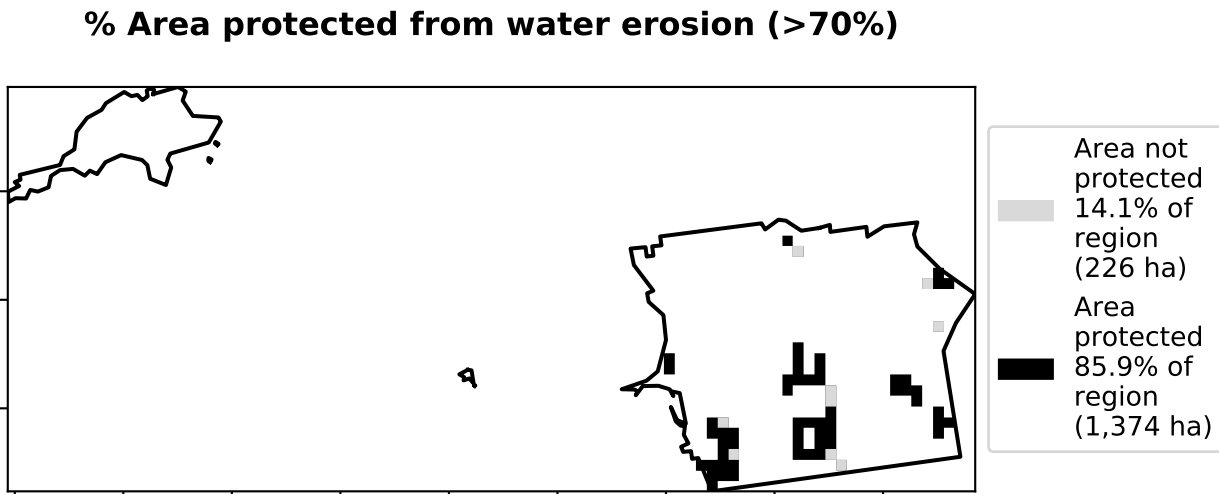 % Area protected from water erosion (>70%)
Area not
protected
14.1% of
region
(226 ha)
Area
protected
85.9% of
region
(1,374 ha)